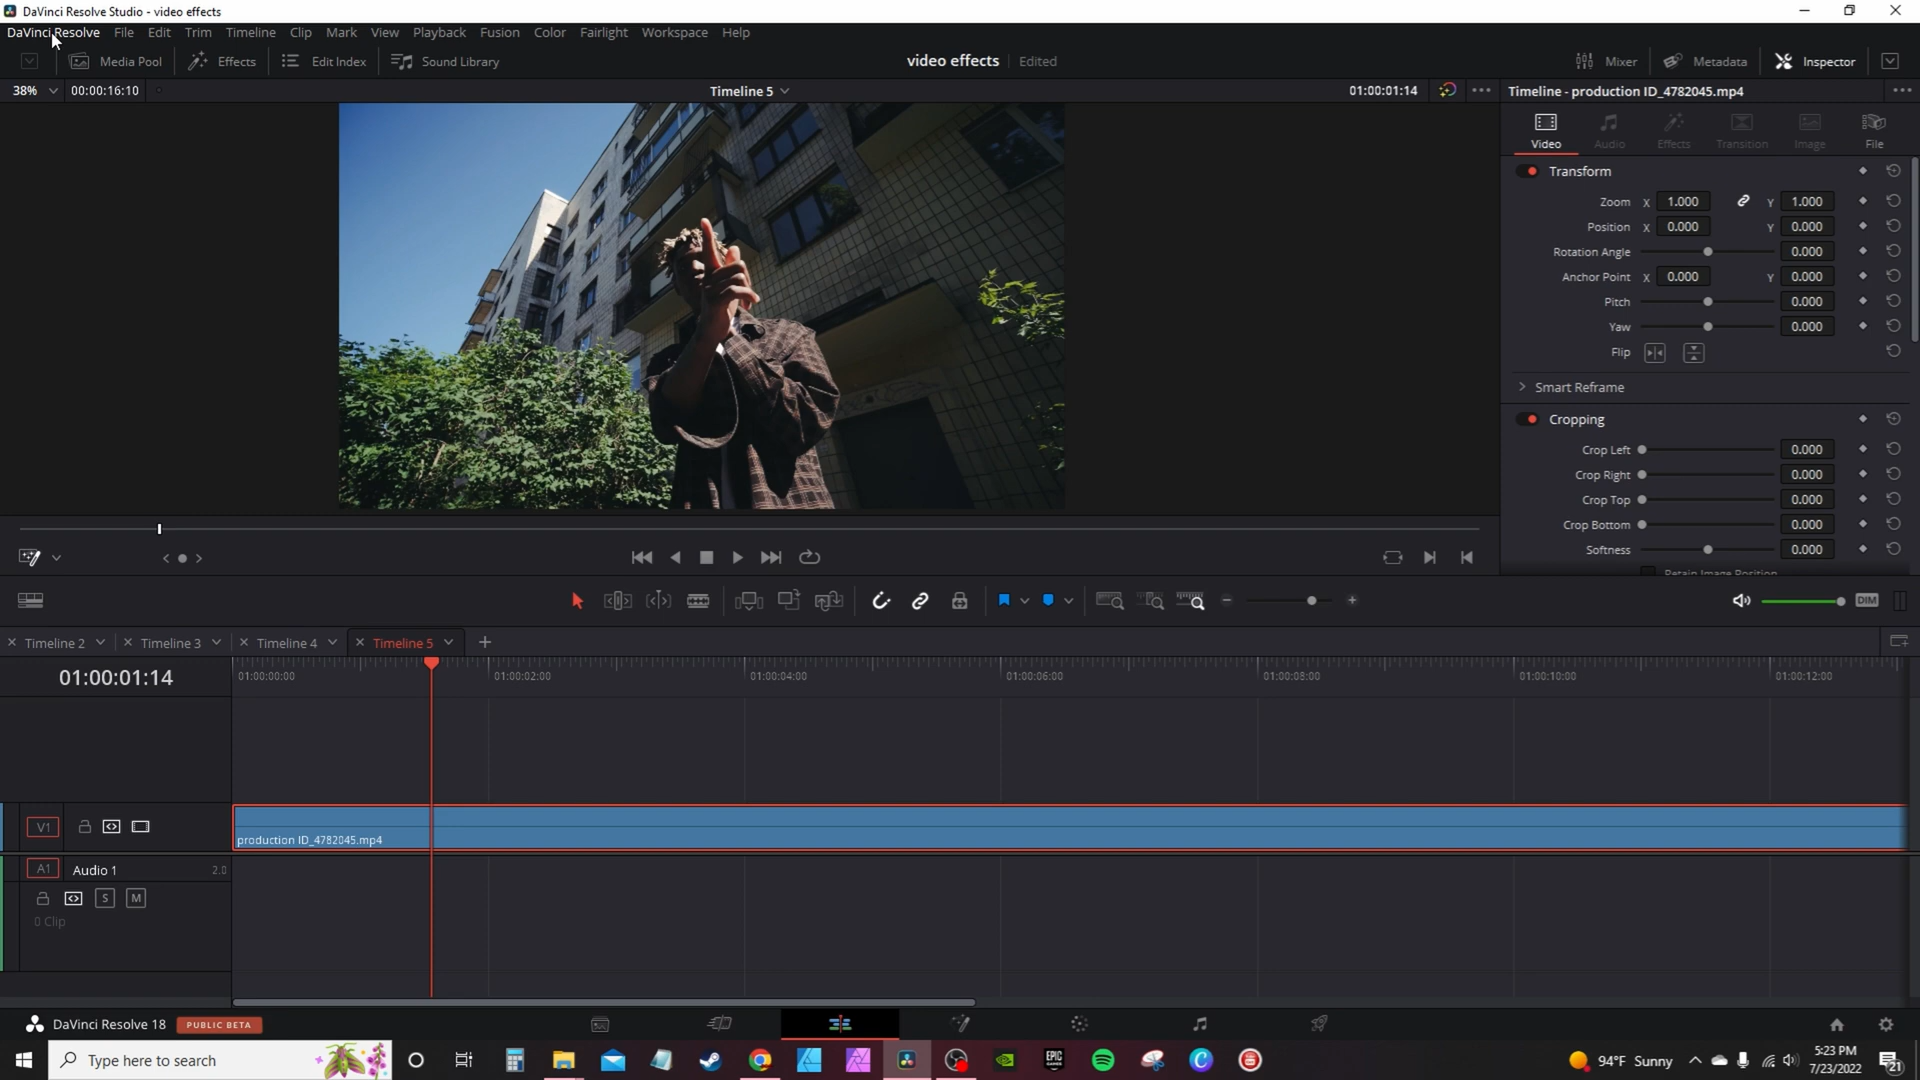 DaVinci Resolve Studio - video effects
DaVinci Resolve File Edit Trim Timeline Clip Mark View Playback Fusion Color Fairlight Workspace Help
Media Pool Effects Edit Index Sound Library video effects Edited Mixer Metadata Inspector
38% 00:00:16:10 Timeline 5 01:00:01:14 Timeline - production ID_4782045.mp4
Video Audio Effects Transition Image File
Transform
Zoom X 1.000 Y 1.000
Position X 0.000 Y 0.000
Rotation Angle 0.000
Anchor Point X 0.000 Y 0.000
Pitch 0.000
Yaw 0.000
Flip
Smart Reframe
Cropping
Crop Left 0.000
Crop Right 0.000
Crop Top 0.000
Crop Bottom 0.000
Softness 0.000
Retain Image Position
DIM
Timeline 2 Timeline 3 Timeline 4 Timeline 5
01:00:01:14 01:00:00:00 01:00:02:00 01:00:04:00 01:00:06:00 01:00:08:00 01:00:10:00 01:00:12:00
V1
production ID_4782045.mp4
A1 Audio 1 2.0
S M
0 Clip
DaVinci Resolve 18 PUBLIC BETA
Type here to search
EPIC GAMES
94°F Sunny
5:23 PM
7/23/2022
21